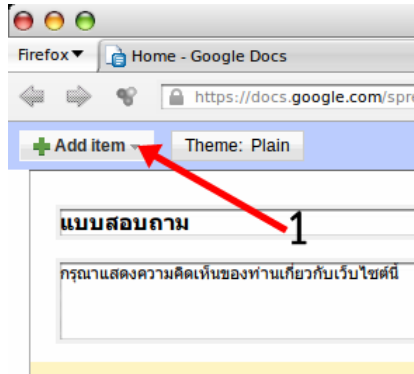 Firefox
Home - Google Docs
https://docs.google.com/spre
Add item
Theme: Plain
แบบสอบถาม
1
กรุณาแสดงความคิดเห็นของท่านเกี่ยวกับเว็บไซต์นี้